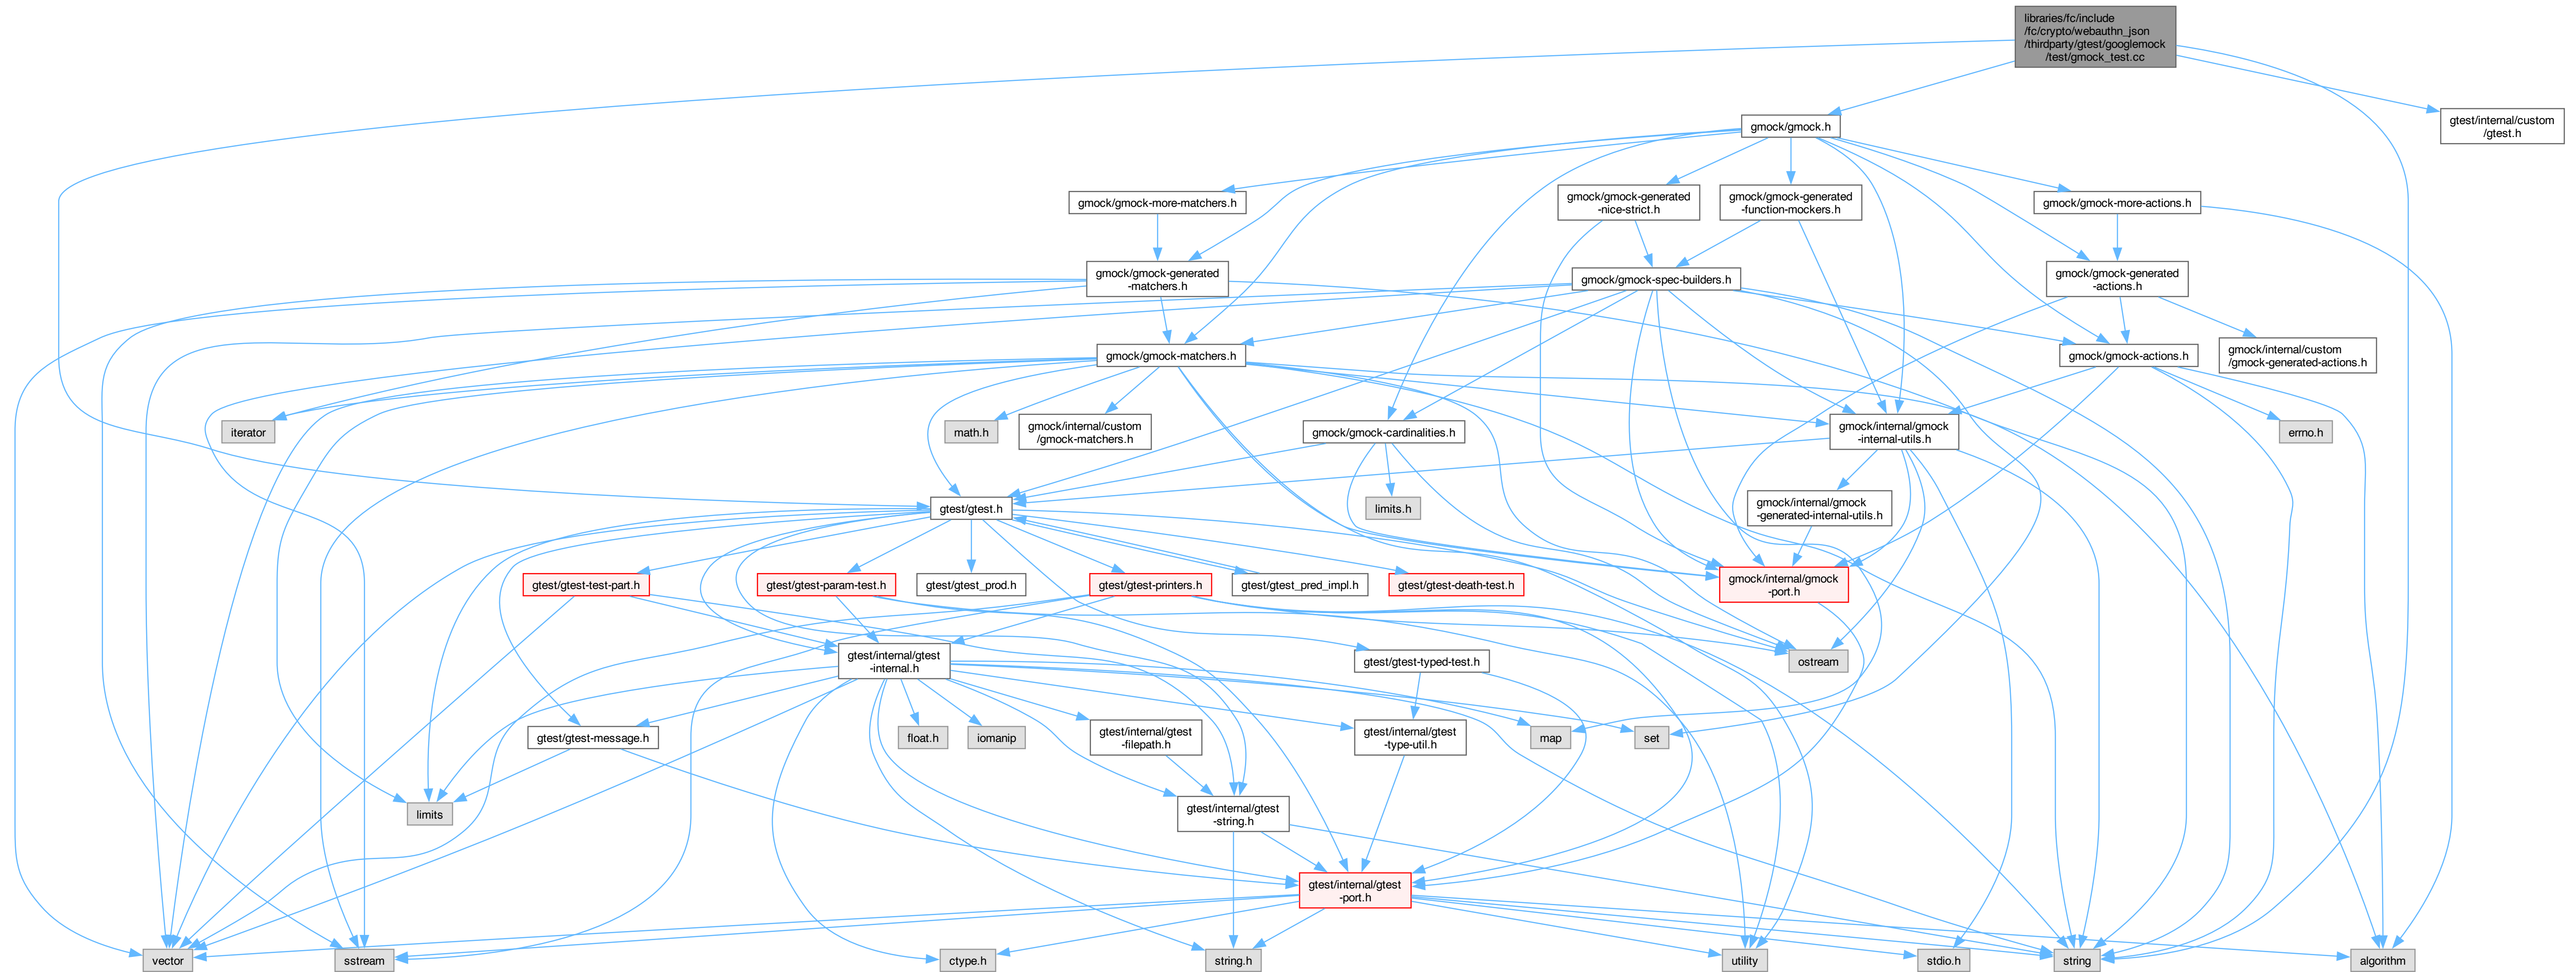 libraries/fc/include
/fc/crypto/webauthn_json
/thirdparty/gtest/googlemock
/test/gmock_test.cc
gmock/gmock.h
gtest/internal/custom
/gtest.h
gmock/gmock-more-matchers.h
gmock/gmock-generated
-nice-strict.h
gmock/gmock-generated
-function-mockers.h
gmock/gmock-more-actions.h
gmock/gmock-generated
-matchers.h
gmock/gmock-spec-builders.h
gmock/gmock-generated
-actions.h
gmock/gmock-matchers.h
gmock/gmock-actions.h
gmock/internal/custom
/gmock-generated-actions.h
iterator
math.h
gmock/internal/custom
/gmock-matchers.h
gmock/gmock-cardinalities.h
gmock/internal/gmock
-internal-utils.h
errno.h
gtest/gtest.h
limits.h
gmock/internal/gmock
-generated-internal-utils.h
gtest/gtest-test-part.h
gtest/gtest-param-test.h
gtest/gtest_prod.h
gtest/gtest-printers.h
gtest/gtest_pred_impl.h
gtest/gtest-death-test.h
gmock/internal/gmock
-port.h
gtest/internal/gtest
-internal.h
gtest/gtest-typed-test.h
ostream
gtest/gtest-message.h
float.h
iomanip
gtest/internal/gtest
-filepath.h
gtest/internal/gtest
-type-util.h
map
set
limits
gtest/internal/gtest
-string.h
gtest/internal/gtest
-port.h
vector
sstream
ctype.h
string.h
utility
stdio.h
string
algorithm